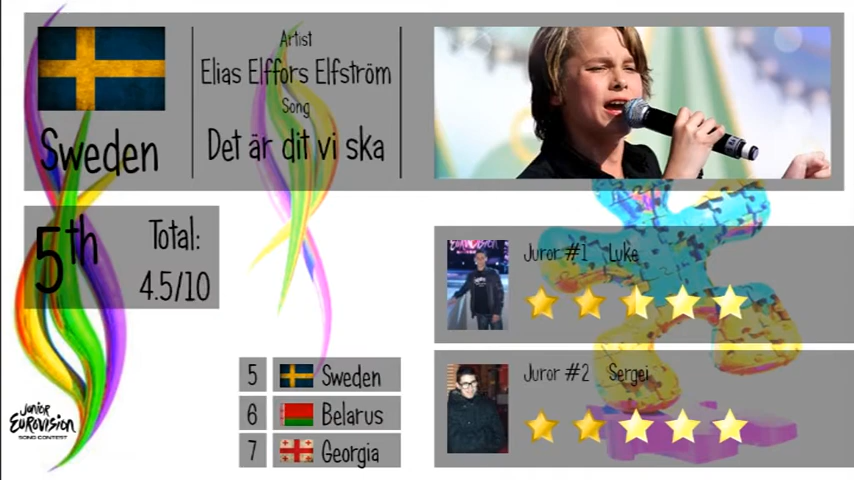 Artist
Elias Elffors Elfström
Song
Det är dit vi ska
Sweden
5th
Total:
4.5/10
EUROVISION
Juror #1 Luke
Juror #2 Sergei
5 Sweden
6 Belarus
7 Georgia
Junior
EUROVISION
SONG CONTEST